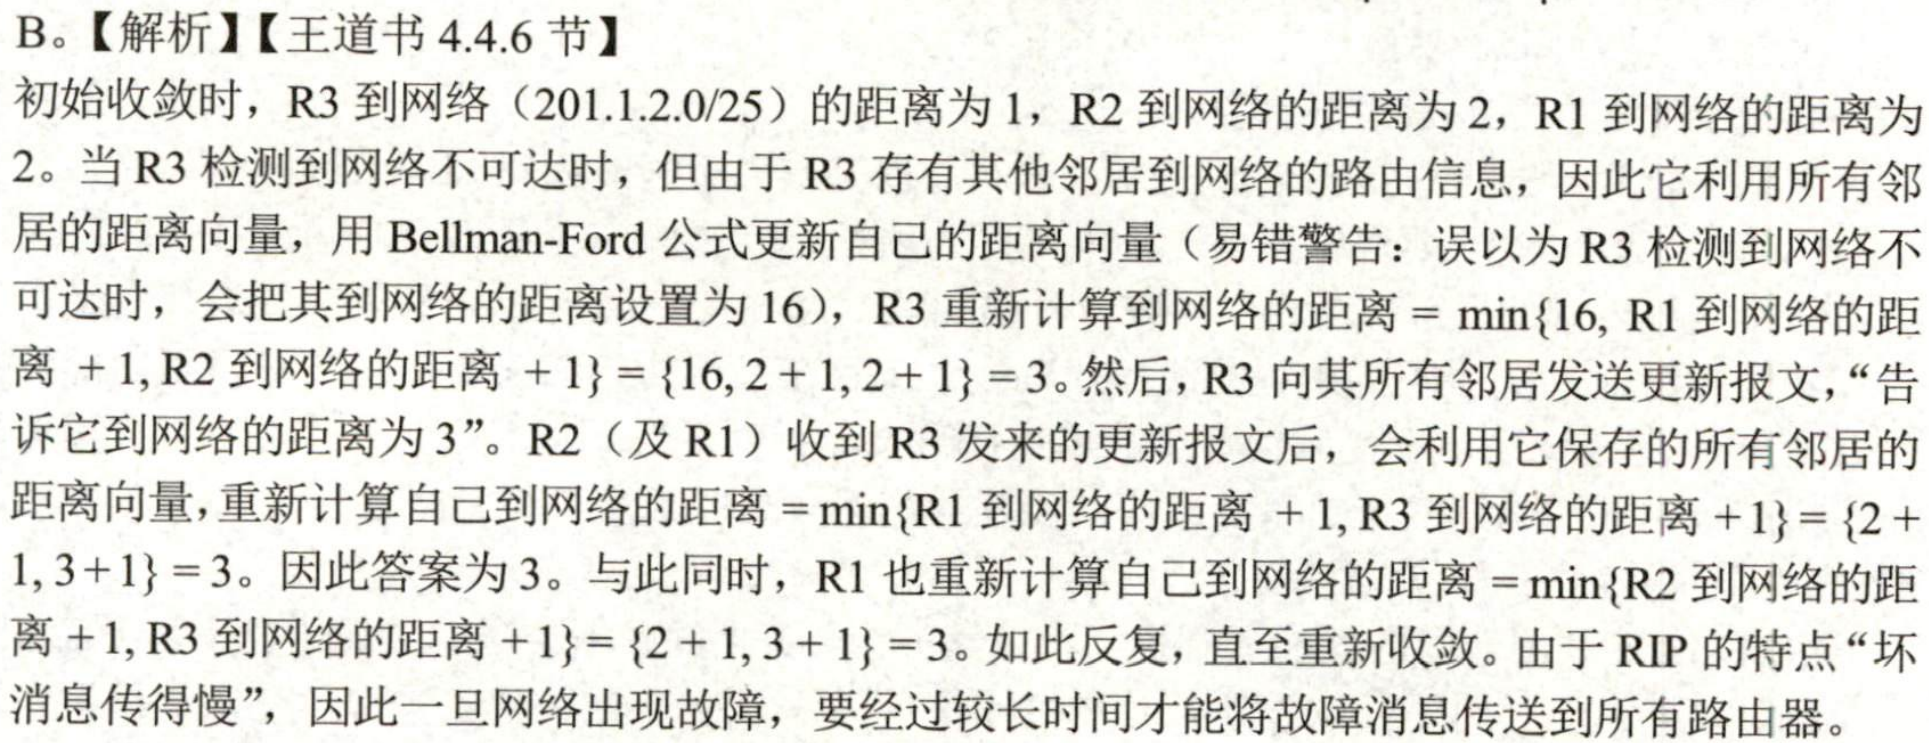 B。【解析】【王道书 4.4.6 节】
初始收敛时，R3 到网络（201.1.2.0/25）的距离为 1，R2 到网络的距离为 2，R1 到网络的距离为
2。当 R3 检测到网络不可达时，但由于 R3 存有其他邻居到网络的路由信息，因此它利用所有邻
居的距离向量，用 Bellman-Ford 公式更新自己的距离向量（易错警告：误以为 R3 检测到网络不
可达时，会把其到网络的距离设置为 16），R3 重新计算到网络的距离 = min{16, R1 到网络的距
离 + 1, R2 到网络的距离 + 1} = {16, 2 + 1, 2 + 1} = 3。然后，R3 向其所有邻居发送更新报文，“告
诉它到网络的距离为 3”。R2（及 R1）收到 R3 发来的更新报文后，会利用它保存的所有邻居的
距离向量，重新计算自己到网络的距离 = min{R1 到网络的距离 + 1, R3 到网络的距离 + 1} = {2 +
1, 3 + 1} = 3。因此答案为 3。与此同时，R1 也重新计算自己到网络的距离 = min{R2 到网络的距
离 + 1, R3 到网络的距离 + 1} = {2 + 1, 3 + 1} = 3。如此反复，直至重新收敛。由于 RIP 的特点“坏
消息传得慢”，因此一旦网络出现故障，要经过较长时间才能将故障消息传送到所有路由器。